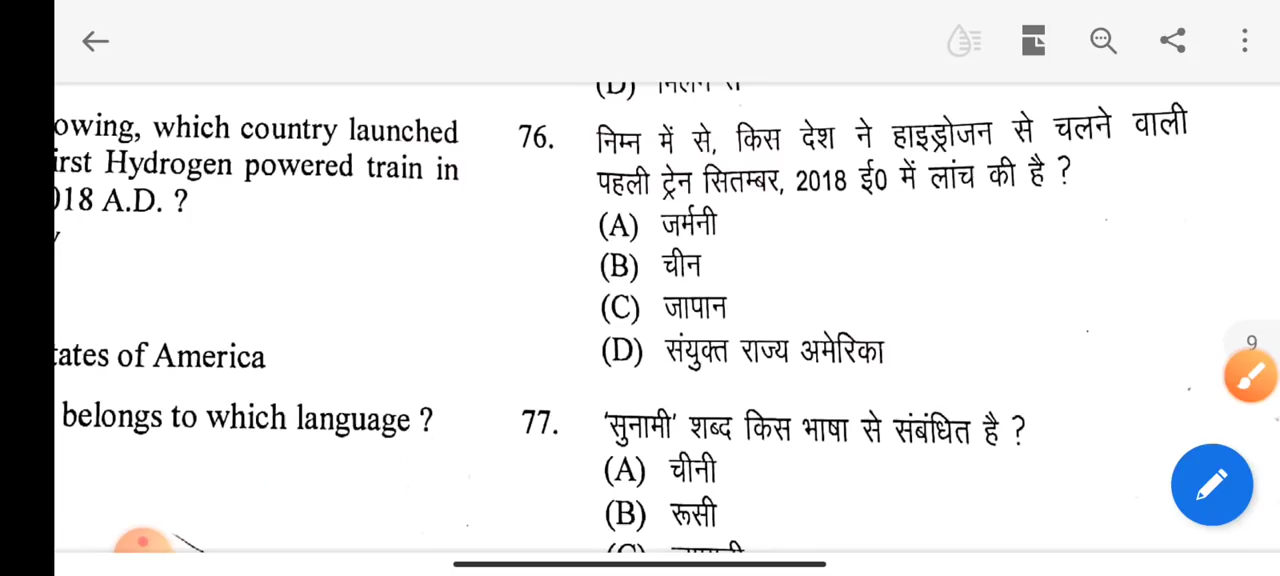 owing, which country launched
irst Hydrogen powered train in
018 A.D. ?
tates of America
belongs to which language ?
76. निम्न में से, किस देश ने हाइड्रोजन से चलने वाली
पहली ट्रेन सितम्बर, 2018 ई0 में लांच की है ?
(A) जर्मनी
(B) चीन
(C) जापान
(D) संयुक्त राज्य अमेरिका
77. 'सुनामी' शब्द किस भाषा से संबंधित है ?
(A) चीनी
(B) रूसी
9